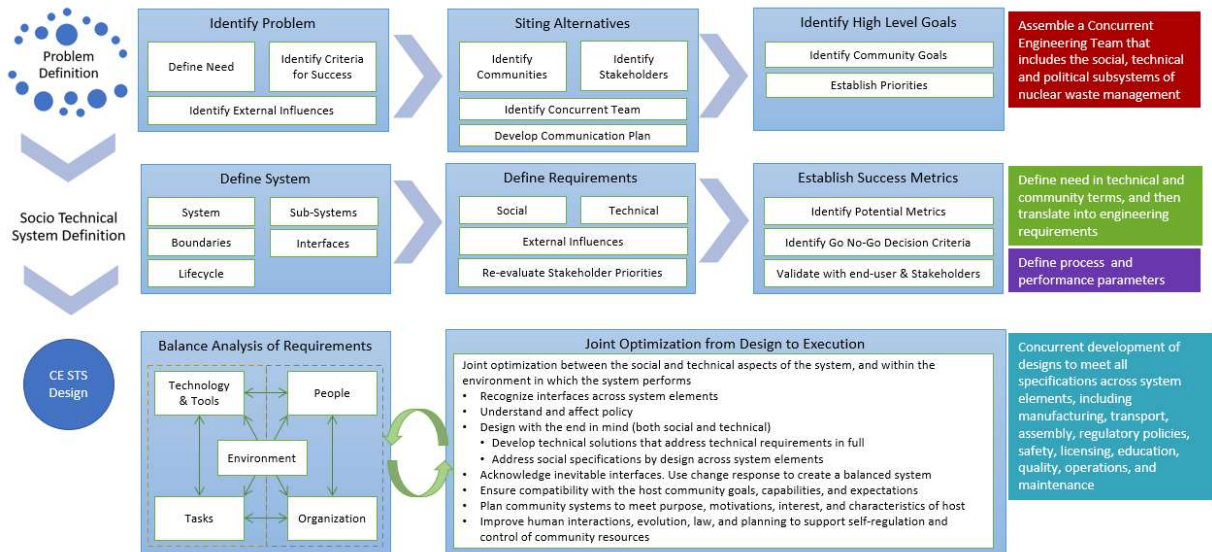 Problem
Definition
Identify Problem
Define Need
Identify Criteria
for Success
Identify External Influences
Siting Alternatives
Identify
Communities
Identify
Stakeholders
Identify Concurrent Team
Develop Communication Plan
Identify High Level Goals
Identify Community Goals
Establish Priorities
Assemble a Concurrent
Engineering Team that
includes the social, technical
and political subsystems of
nuclear waste management
Socio Technical
System Definition
Define System
System
Sub-Systems
Boundaries
Interfaces
Lifecycle
Define Requirements
Social
Technical
External Influences
Re-evaluate Stakeholder Priorities
Establish Success Metrics
Identify Potential Metrics
Identify Go No-Go Decision Criteria
Validate with end-user & Stakeholders
Define need in technical and
community terms, and then
translate into engineering
requirements
Define process and
performance parameters
CE STS
Design
Balance Analysis of Requirements
Technology
& Tools
People
Environment
Tasks
Organization
Joint Optimization from Design to Execution
Joint optimization between the social and technical aspects of the system, and within the
environment in which the system performs
• Recognize interfaces across system elements
• Understand and affect policy
• Design with the end in mind (both social and technical)
• Develop technical solutions that address technical requirements in full
• Address social specifications by design across system elements
• Acknowledge inevitable interfaces. Use change response to create a balanced system
• Ensure compatibility with the host community goals, capabilities, and expectations
• Plan community systems to meet purpose, motivations, interest, and characteristics of host
• Improve human interactions, evolution, law, and planning to support self-regulation and
control of community resources
Concurrent development of
designs to meet all
specifications across system
elements, including
manufacturing, transport,
assembly, regulatory policies,
safety, licensing, education,
quality, operations, and
maintenance